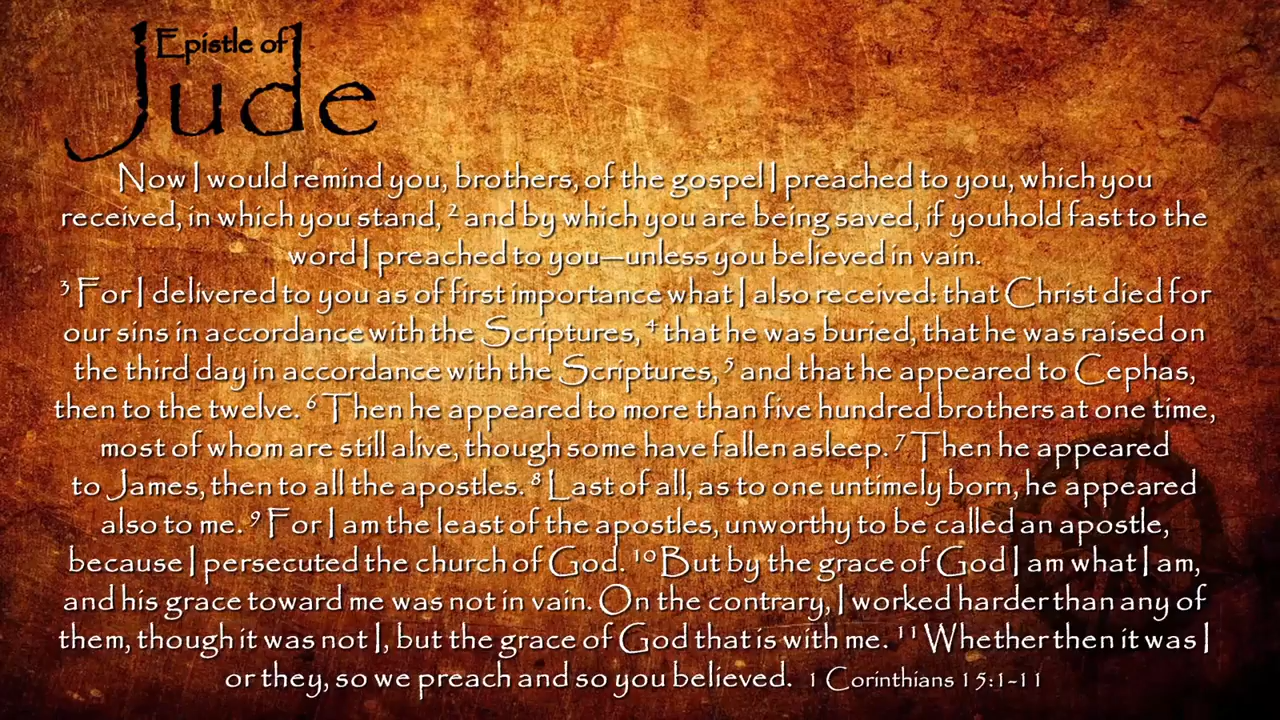 Epistle of
Jude
Now I would remind you, brothers, of the gospel I preached to you, which you
received, in which you stand, ² and by which you are being saved, if youhold fast to the
word I preached to you—unless you believed in vain.
³ For I delivered to you as of first importance what I also received: that Christ died for
our sins in accordance with the Scriptures, ⁴ that he was buried, that he was raised on
the third day in accordance with the Scriptures, ⁵ and that he appeared to Cephas,
then to the twelve. ⁶ Then he appeared to more than five hundred brothers at one time,
most of whom are still alive, though some have fallen asleep. ⁷ Then he appeared
to James, then to all the apostles. ⁸ Last of all, as to one untimely born, he appeared
also to me. ⁹ For I am the least of the apostles, unworthy to be called an apostle,
because I persecuted the church of God. ¹⁰ But by the grace of God I am what I am,
and his grace toward me was not in vain. On the contrary, I worked harder than any of
them, though it was not I, but the grace of God that is with me. ¹¹ Whether then it was I
or they, so we preach and so you believed. 1 Corinthians 15:1-11